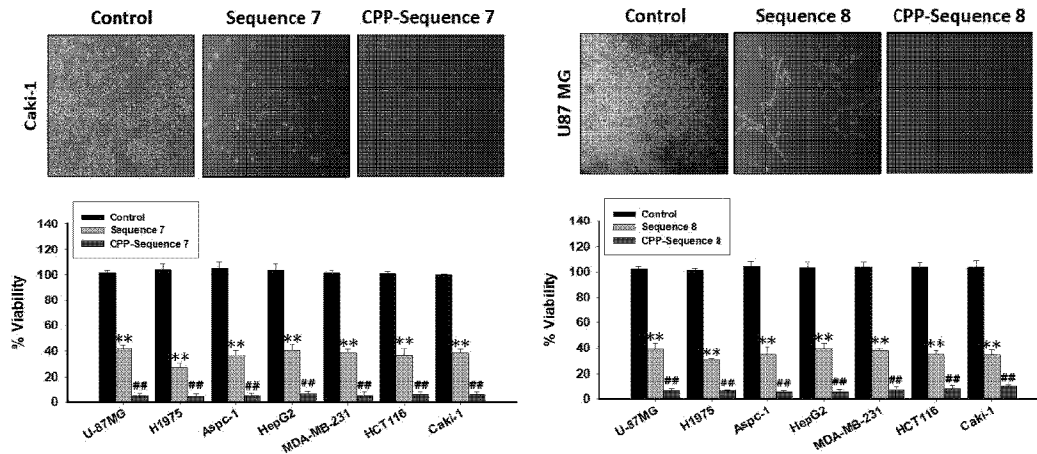 Control Sequence 7 CPP-Sequence 7
Caki-1
140
120
100
80
60
40
20
0
% Viability
Control
Sequence 7
CPP-Sequence 7
** ** ** ** ** ** **
## ## ## ## ## ## ##
U-87MG H1975 Aspc-1 HepG2 MDA-MB-231 HCT116 Caki-1
Control Sequence 8 CPP-Sequence 8
U87 MG
140
120
100
80
60
40
20
0
% Viability
Control
Sequence 8
CPP-Sequence 8
** ** ** ** ** ** **
## ## ## ## ## ## ##
U-87MG H1975 Aspc-1 HepG2 MDA-MB-231 HCT116 Caki-1